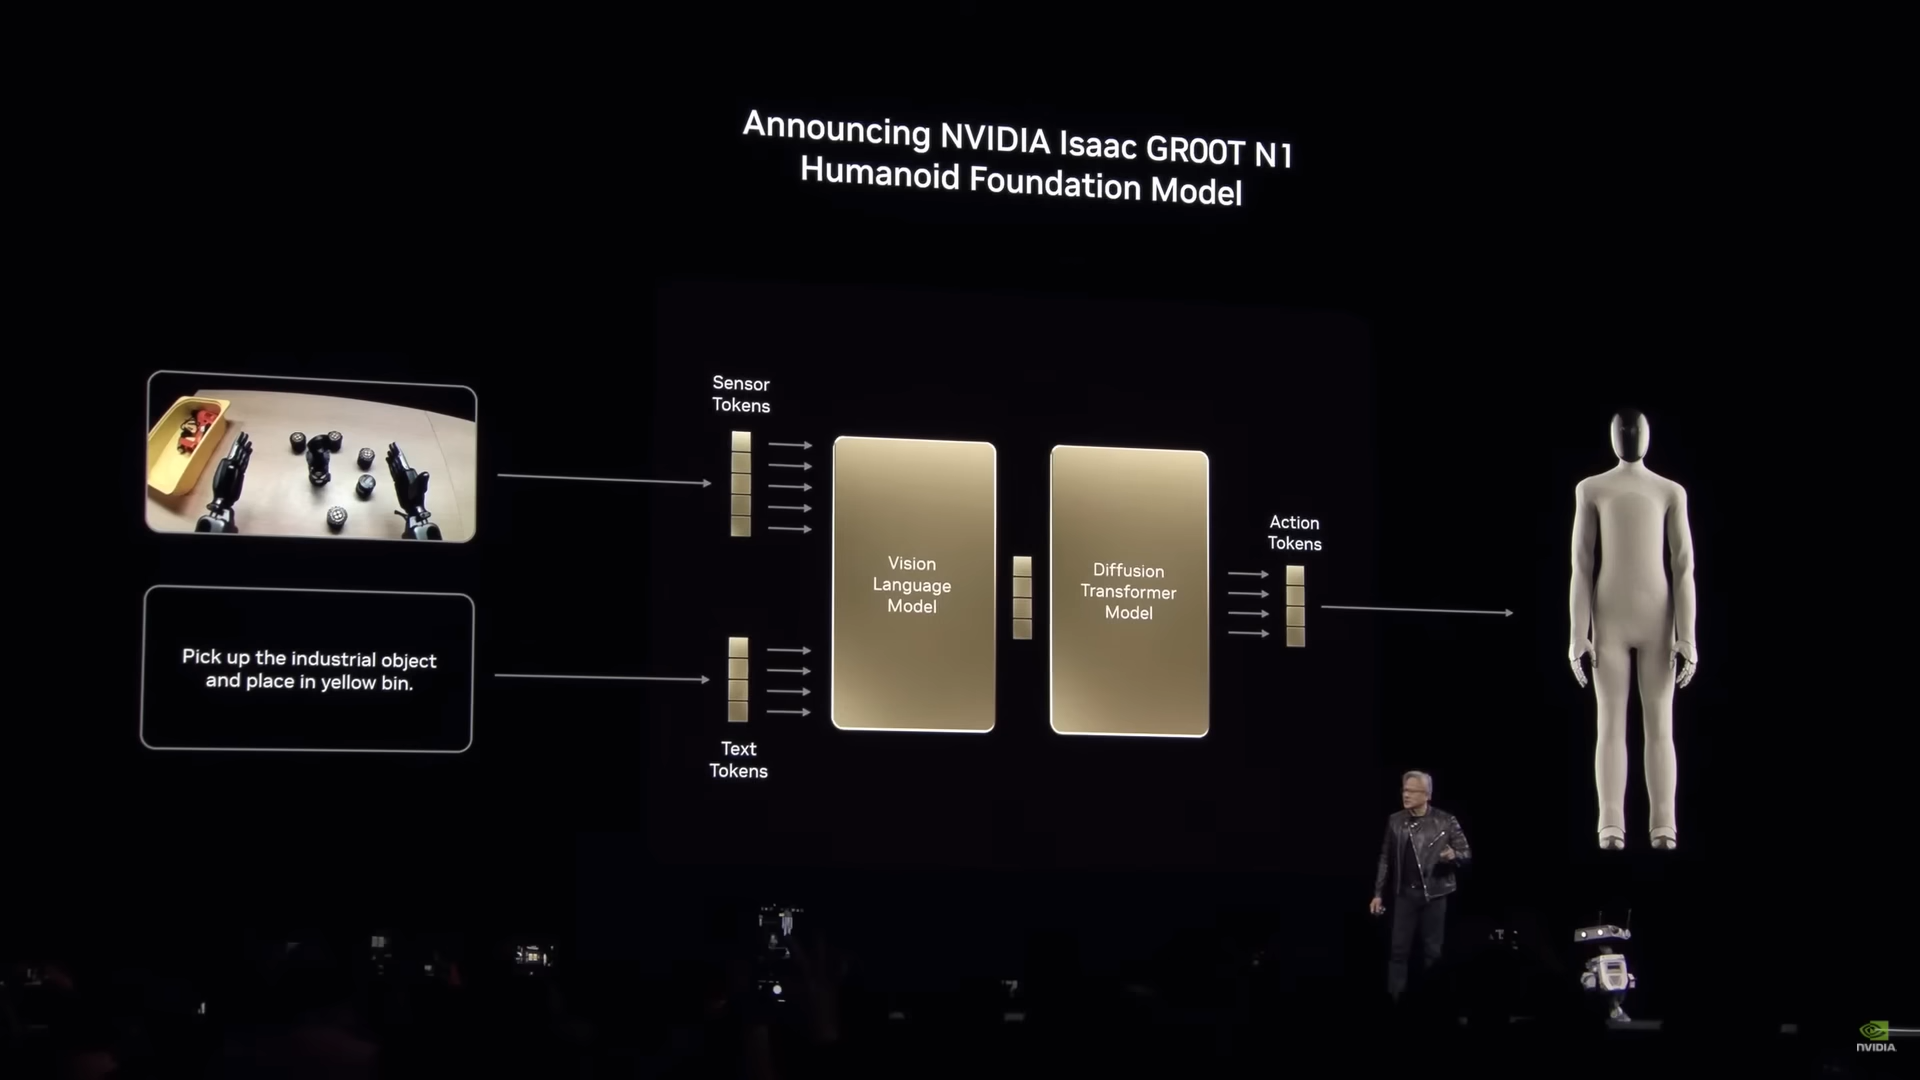 Announcing NVIDIA Isaac GR00T N1
Humanoid Foundation Model
Sensor
Tokens
Vision
Language
Model
Diffusion
Transformer
Model
Action
Tokens
Pick up the industrial object
and place in yellow bin.
Text
Tokens
NVIDIA